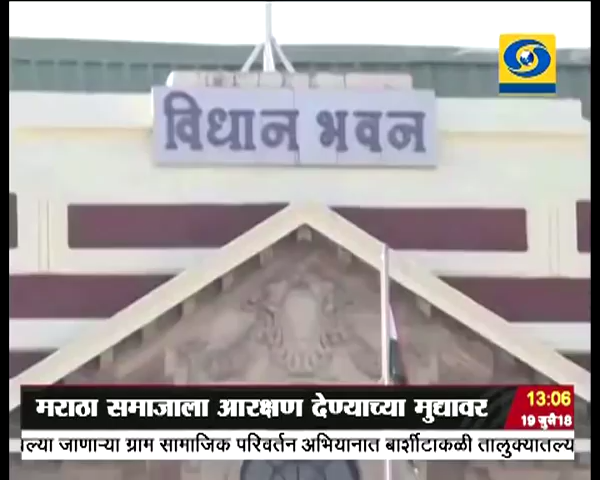 विधान भवन
मराठा समाजाला आरक्षण देण्याच्या मुद्यावर
13:06
19 जुलै 18
ल्या जाणाऱ्या ग्राम सामाजिक परिवर्तन अभियानात बार्शीटाकळी तालुक्यातल्य